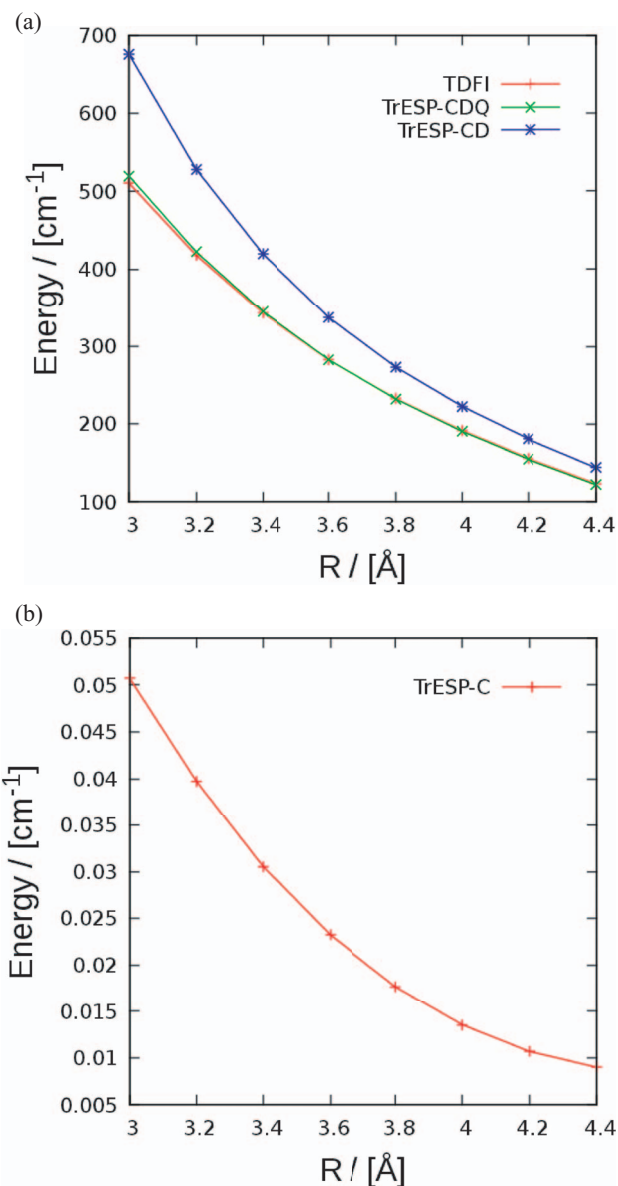 (a)
700
600
500
400
300
200
100
Energy / [cm⁻¹]
TDFI
TrESP-CDQ
TrESP-CD
3 3.2 3.4 3.6 3.8 4 4.2 4.4
R / [Å]
(b)
0.055
0.05
0.045
0.04
0.035
0.03
0.025
0.02
0.015
0.01
0.005
Energy / [cm⁻¹]
TrESP-C
3 3.2 3.4 3.6 3.8 4 4.2 4.4
R / [Å]